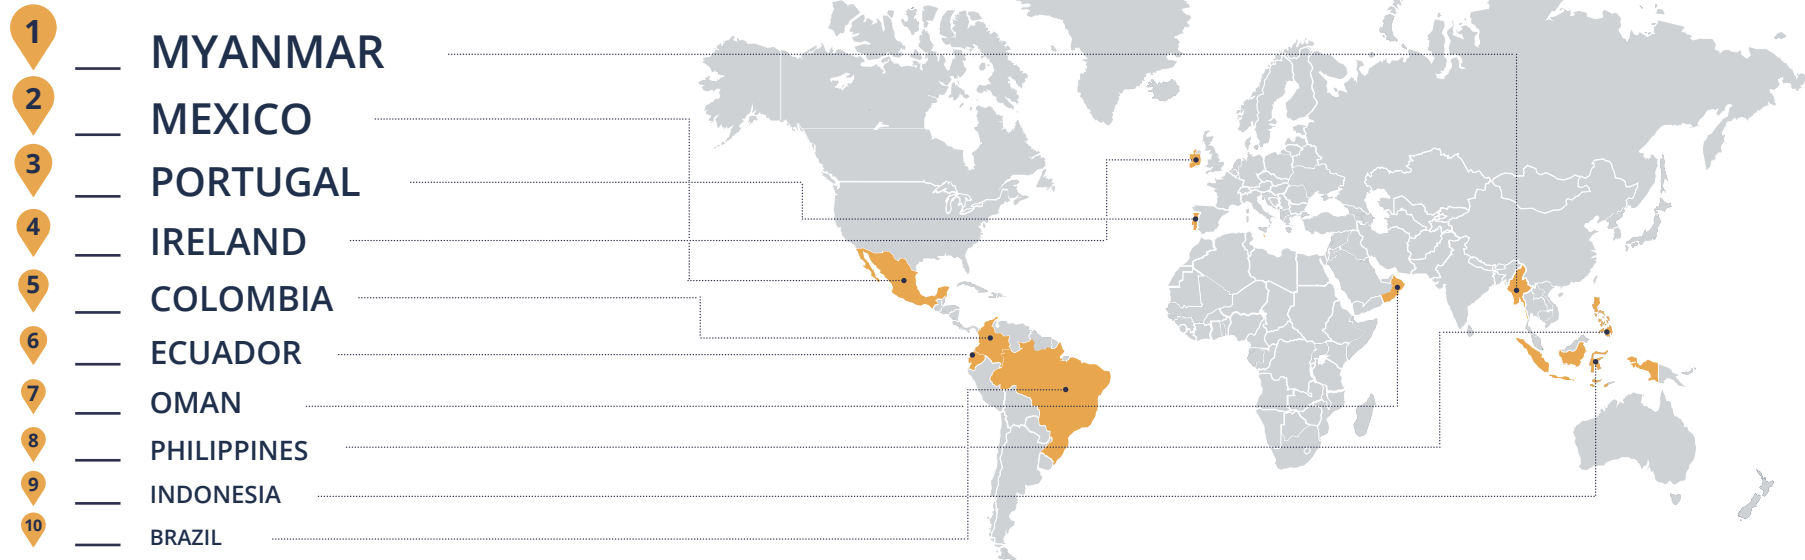 1 MYANMAR
2 MEXICO
3 PORTUGAL
4 IRELAND
5 COLOMBIA
6 ECUADOR
7 OMAN
8 PHILIPPINES
9 INDONESIA
10 BRAZIL